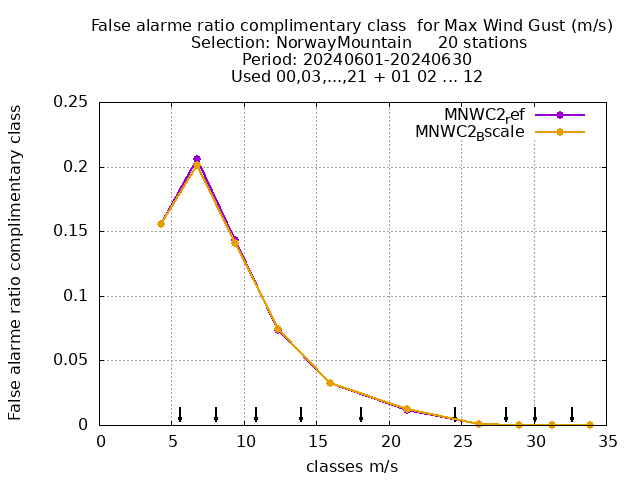 False alarme ratio complimentary class  for Max Wind Gust (m/s)
Selection: NorwayMountain     20 stations
Period: 20240601-20240630
Used 00,03,...,21 + 01 02 ... 12
False alarme ratio complimentary class
0.25
0.2
0.15
0.1
0.05
0
MNWC2ref
MNWC2Bscale
0 5 10 15 20 25 30 35
classes m/s